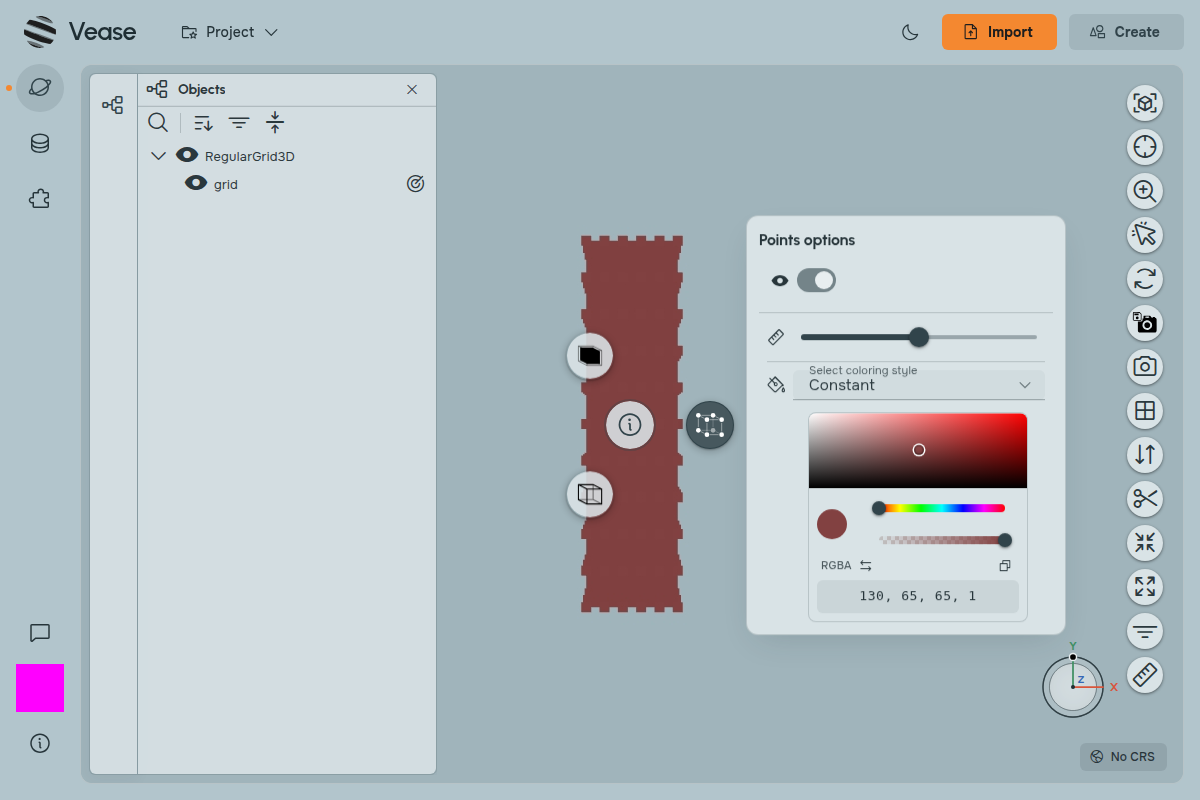 Vease
Project
Import
Create
Objects
RegularGrid3D
grid
Points options
Select coloring style
Constant
RGBA
130, 65, 65, 1
Y
Z
X
No CRS